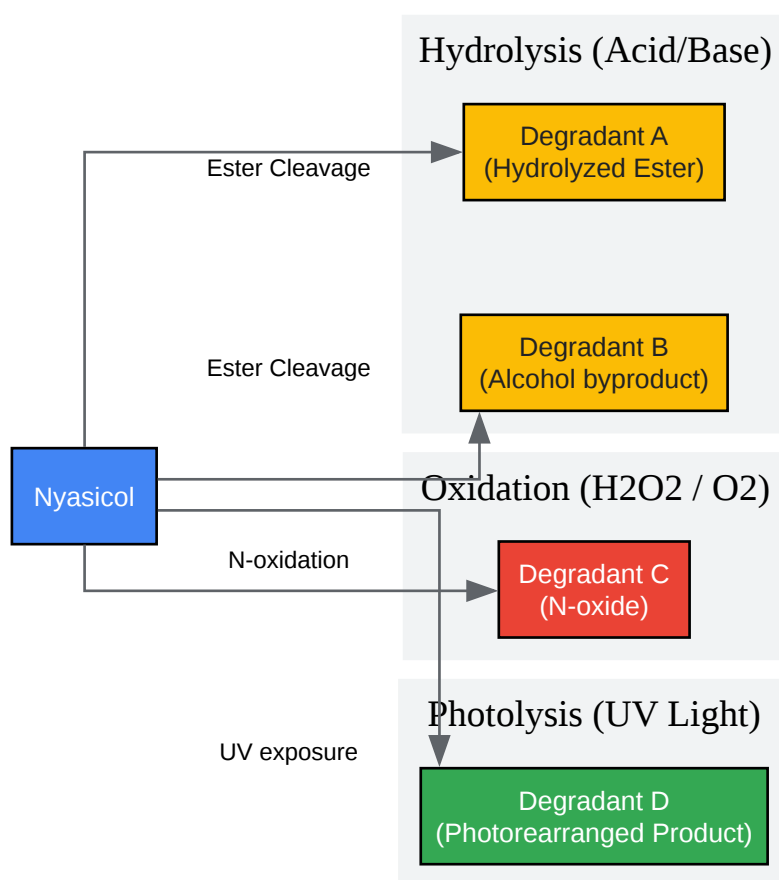 Hydrolysis (Acid/Base)
Degradant A
(Hydrolyzed Ester)
Ester Cleavage
Degradant B
(Alcohol byproduct)
Ester Cleavage
Nyasicol
Oxidation (H2O2 / O2)
N-oxidation
Degradant C
(N-oxide)
Photolysis (UV Light)
UV exposure
Degradant D
(Photorearranged Product)